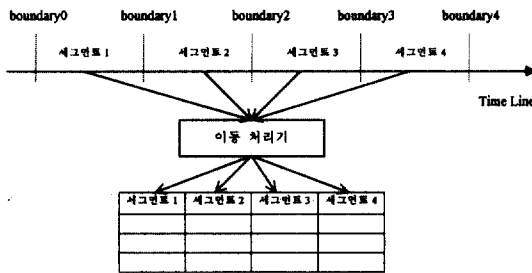 boundary0 boundary1 boundary2 boundary3 boundary4
세그먼트 1 세그먼트 2 세그먼트 3 세그먼트 4
Time Line
이동 처리기
세그먼트 1 세그먼트 2 세그먼트 3 세그먼트 4